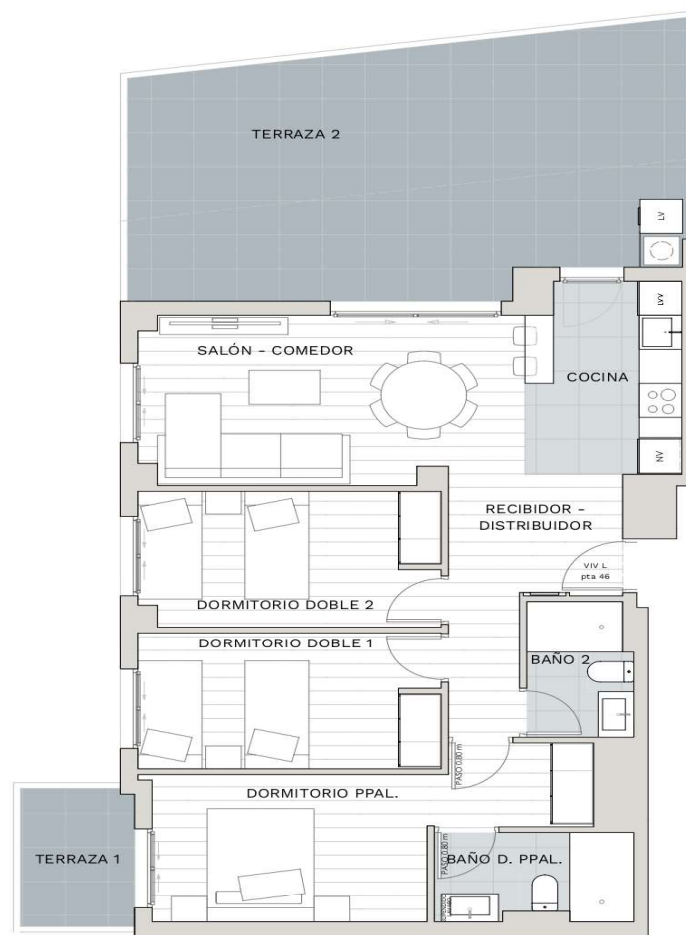 TERRAZA 2
LV
LVV
SALÓN - COMEDOR
COCINA
NV
RECIBIDOR -
DISTRIBUIDOR
VIV L
pta 46
DORMITORIO DOBLE 2
DORMITORIO DOBLE 1
BAÑO 2
PASO 0,80 m
DORMITORIO PPAL.
PASO 0,80 m
TERRAZA 1
BAÑO D. PPAL.